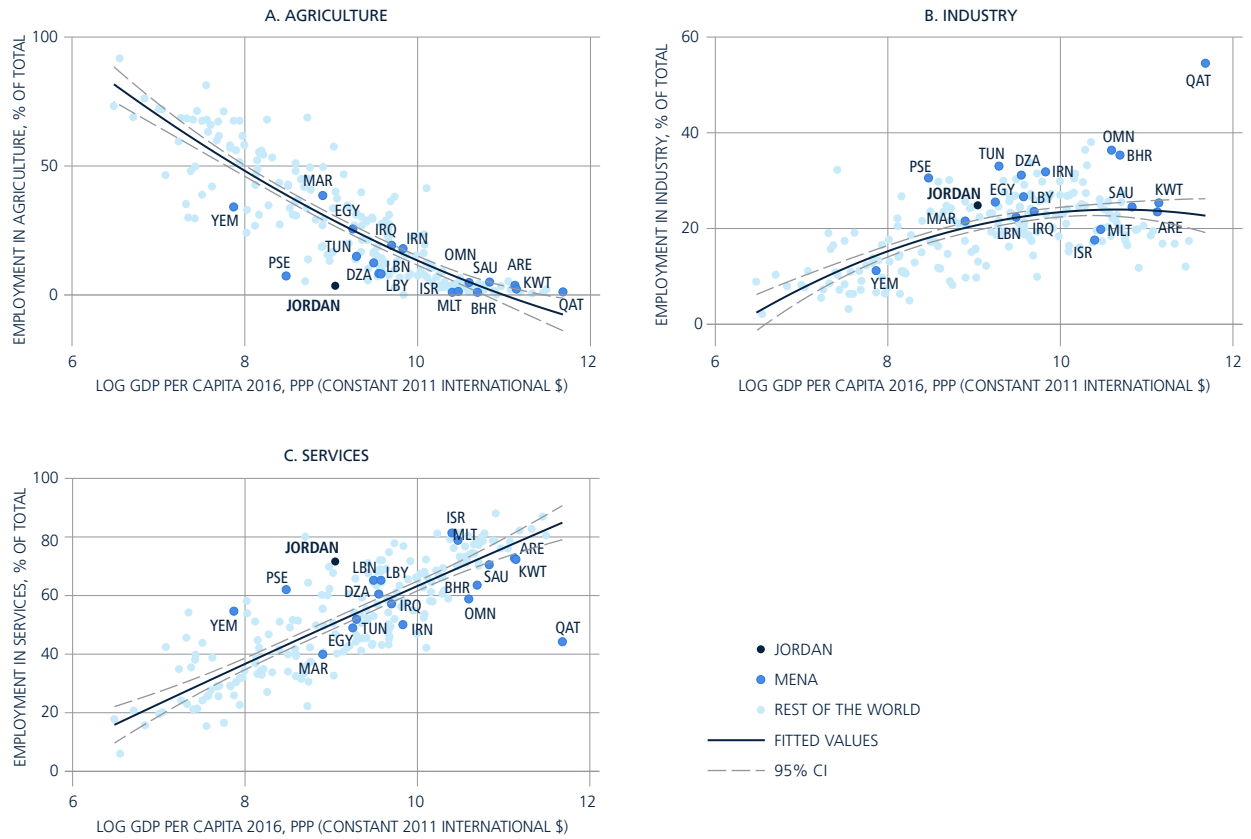 A. AGRICULTURE
EMPLOYMENT IN AGRICULTURE, % OF TOTAL
100
50
0
6
8
10
12
MAR
EGY
YEM
IRQ
IRN
TUN
PSE
OMN
SAU
ARE
DZA
LBN
LBY
ISR
KWT
JORDAN
MLT
BHR
QAT
LOG GDP PER CAPITA 2016, PPP (CONSTANT 2011 INTERNATIONAL $)
B. INDUSTRY
EMPLOYMENT IN INDUSTRY, % OF TOTAL
60
40
20
0
6
8
10
12
QAT
OMN
BHR
TUN
DZA
PSE
IRN
JORDAN
EGY
LBY
SAU
KWT
MAR
LBN
IRQ
MLT
ARE
ISR
YEM
LOG GDP PER CAPITA 2016, PPP (CONSTANT 2011 INTERNATIONAL $)
C. SERVICES
EMPLOYMENT IN SERVICES, % OF TOTAL
100
80
60
40
20
0
6
8
10
12
ISR
MLT
JORDAN
ARE
LBN
LBY
PSE
SAU
KWT
DZA
BHR
IRQ
OMN
YEM
TUN
IRN
QAT
EGY
MAR
LOG GDP PER CAPITA 2016, PPP (CONSTANT 2011 INTERNATIONAL $)
JORDAN
MENA
REST OF THE WORLD
FITTED VALUES
95% CI